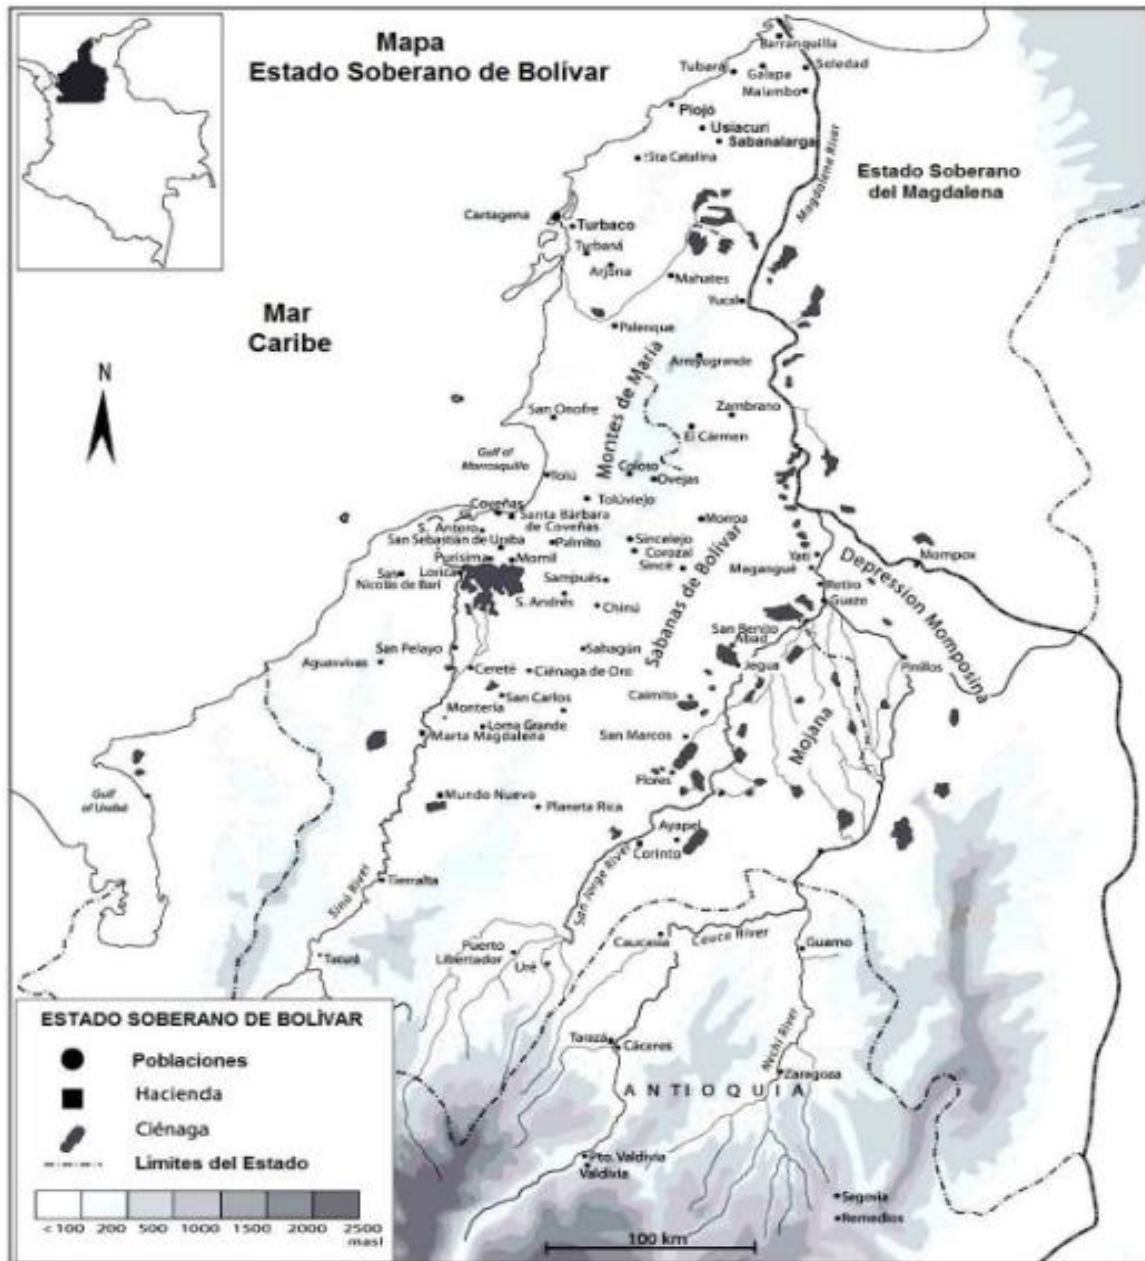 Mapa
Estado Soberano de Bolívar
Barranquilla
Tubará
Galapa
Soledad
Malambo
Piojó
Usiacurí
Sabanalarga
Sta Catalina
Magdalena River
Estado Soberano
del Magdalena
Cartagena
Turbaco
Turbaná
Arjona
Mahates
Yucal
Mar
Caribe
Palenque
N
Arroyogrande
Montes de María
San Onofre
Zambrano
El Cármen
Gulf of
Morrosquillo
Tolú
Coloso
Ovejas
Tolúviejo
Coveñas
Santa Bárbara
de Coveñas
S. Antero
Morroa
San Sebastián de Urabá
Palmito
Sincelejo
Corozal
Sincé
Sabanas de Bolívar
Yatí
Mompox
Purísima
Momil
Magangué
Depression Momposina
San
Nicolás de Bari
Lorica
Sampués
Retiro
Guazo
S. Andrés
Chinú
San Benito
Abad
San Pelayo
Sahagún
Jegua
Pinillos
Aguasvivas
Cereté
Ciénaga de Oro
San Carlos
Caimito
Montería
Loma Grande
Marta Magdalena
San Marcos
Mojana
Flores
Gulf
of Urabá
Mundo Nuevo
Planeta Rica
Ayapel
Corinto
Sinú River
Tierralta
San Jorge River
Caucasia
Cauca River
Guamo
Puerto
Libertador
Uré
ESTADO SOBERANO DE BOLÍVAR
Poblaciones
Hacienda
Ciénaga
Límites del Estado
< 100 200 500 1000 1500 2000 2500
masl
Tarazá
Cáceres
Nechí River
Zaragoza
ANTIOQUIA
Pto. Valdivia
Valdivia
Segovia
Remedios
100 km